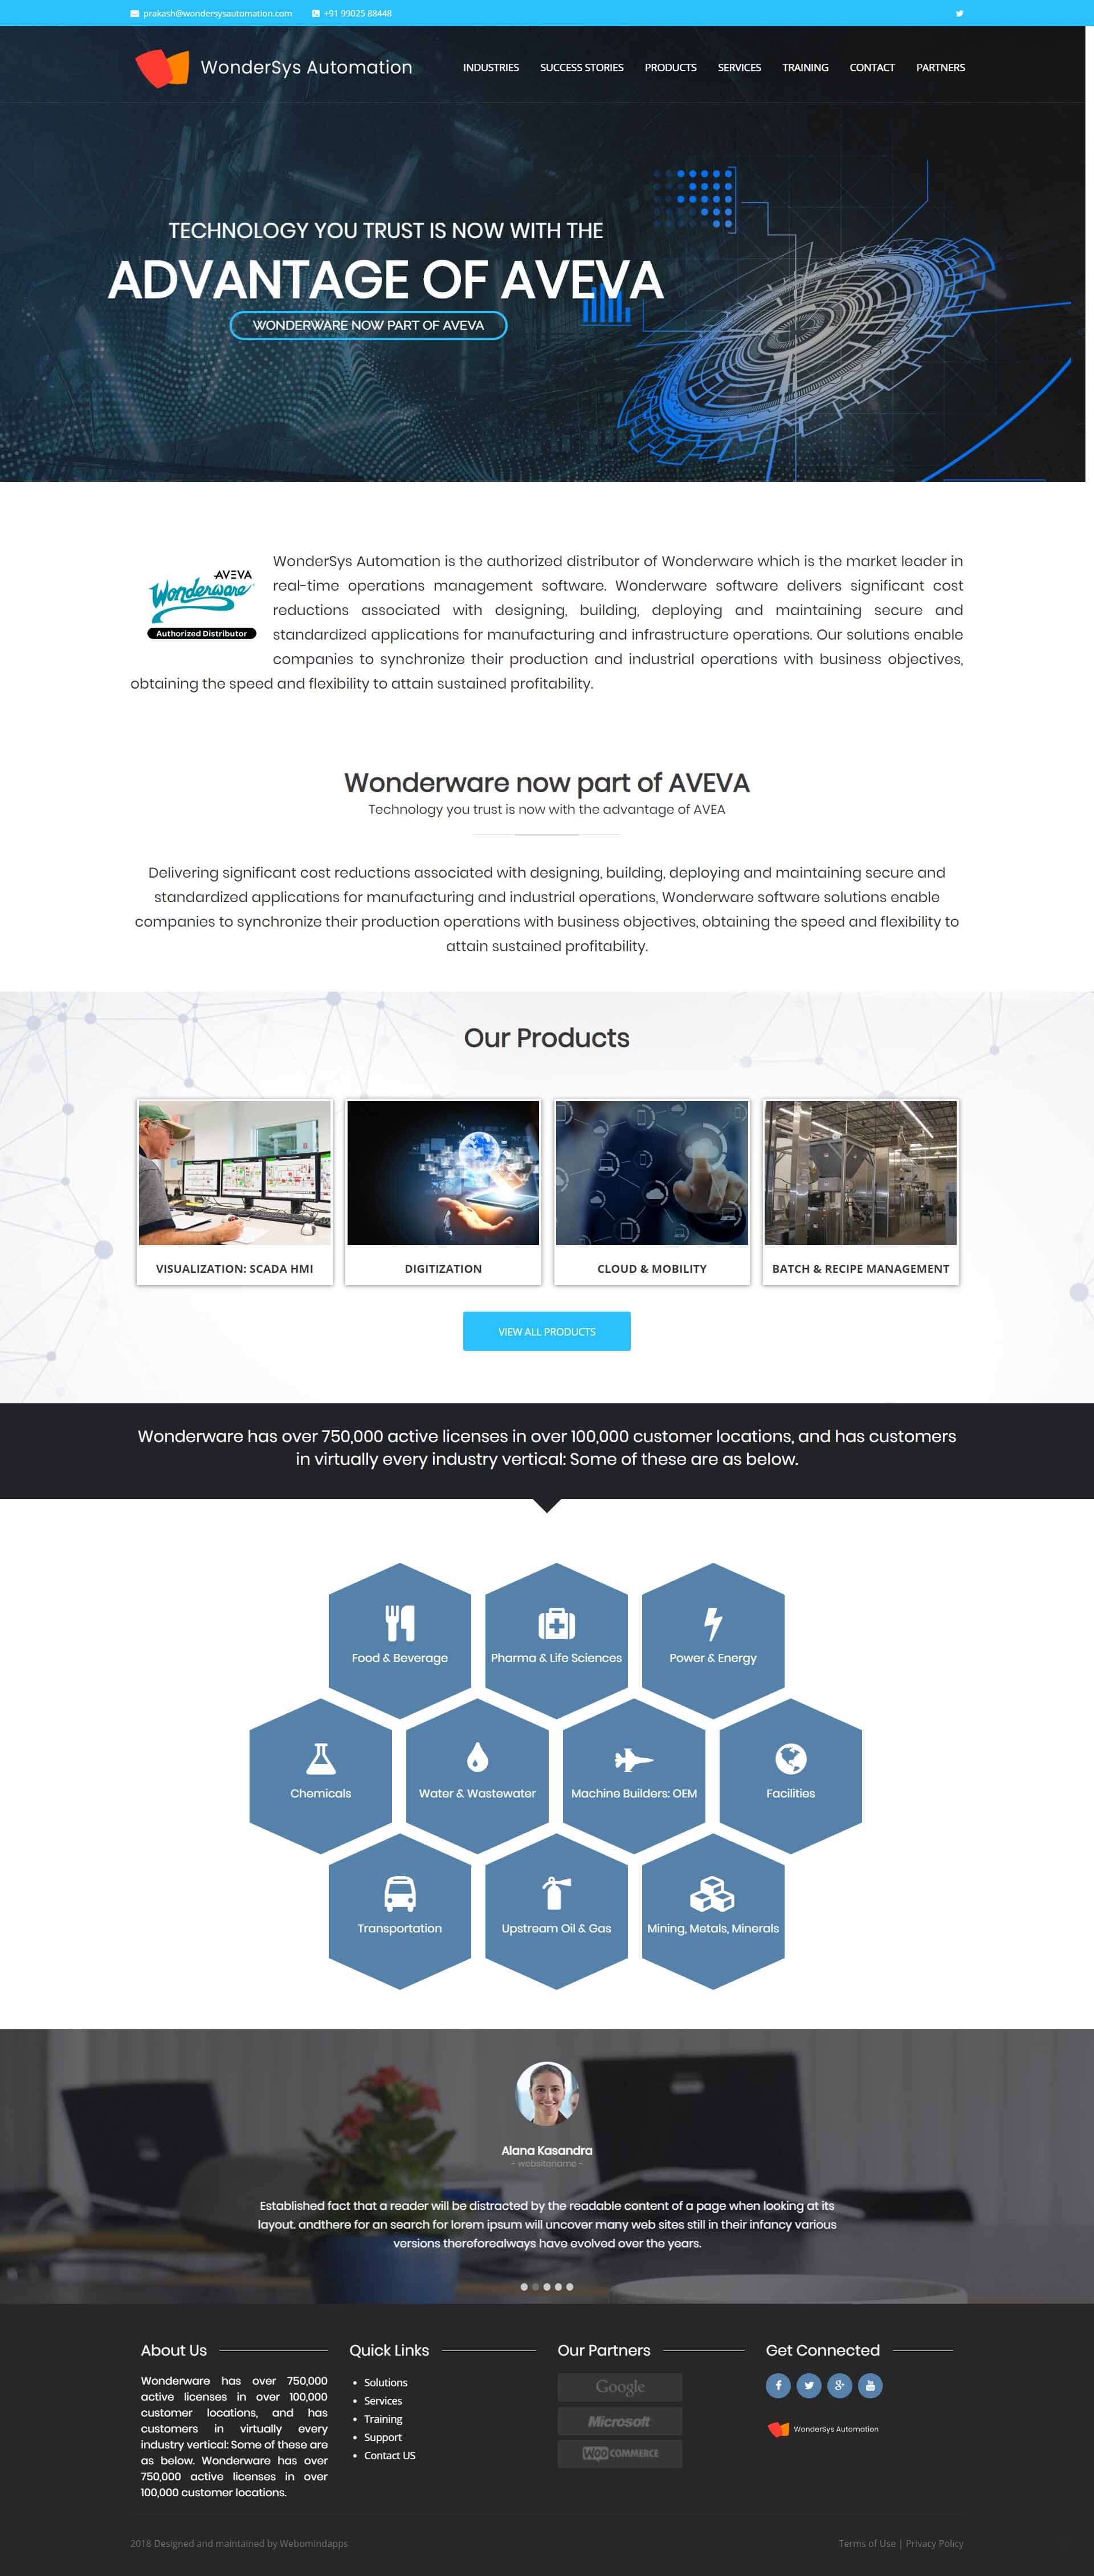 prakash@wondersysautomation.com +91 99025 88448
WonderSys Automation INDUSTRIES SUCCESS STORIES PRODUCTS SERVICES TRAINING CONTACT PARTNERS
TECHNOLOGY YOU TRUST IS NOW WITH THE
ADVANTAGE OF AVEVA
WONDERWARE NOW PART OF AVEVA
AVEVA
Wonderware
Authorized Distributor
WonderSys Automation is the authorized distributor of Wonderware which is the market leader in
real-time operations management software. Wonderware software delivers significant cost
reductions associated with designing, building, deploying and maintaining secure and
standardized applications for manufacturing and infrastructure operations. Our solutions enable
companies to synchronize their production and industrial operations with business objectives,
obtaining the speed and flexibility to attain sustained profitability.
Wonderware now part of AVEVA
Technology you trust is now with the advantage of AVEA
Delivering significant cost reductions associated with designing, building, deploying and maintaining secure and
standardized applications for manufacturing and industrial operations, Wonderware software solutions enable
companies to synchronize their production operations with business objectives, obtaining the speed and flexibility to
attain sustained profitability.
Our Products
VISUALIZATION: SCADA HMI
DIGITIZATION
CLOUD & MOBILITY
BATCH & RECIPE MANAGEMENT
VIEW ALL PRODUCTS
Wonderware has over 750,000 active licenses in over 100,000 customer locations, and has customers
in virtually every industry vertical: Some of these are as below.
Food & Beverage
Pharma & Life Sciences
Power & Energy
Chemicals
Water & Wastewater
Machine Builders: OEM
Facilities
Transportation
Upstream Oil & Gas
Mining, Metals, Minerals
Alana Kasandra
- websitename -
Established fact that a reader will be distracted by the readable content of a page when looking at its
layout. andthere for an search for lorem ipsum will uncover many web sites still in their infancy various
versions thereforealways have evolved over the years.
About Us
Wonderware has over 750,000
active licenses in over 100,000
customer locations, and has
customers in virtually every
industry vertical: Some of these are
as below. Wonderware has over
750,000 active licenses in over
100,000 customer locations.
Quick Links
Solutions
Services
Training
Support
Contact US
Our Partners
Google
Microsoft
WOO COMMERCE
Get Connected
WonderSys Automation
2018 Designed and maintained by Webomindapps
Terms of Use | Privacy Policy